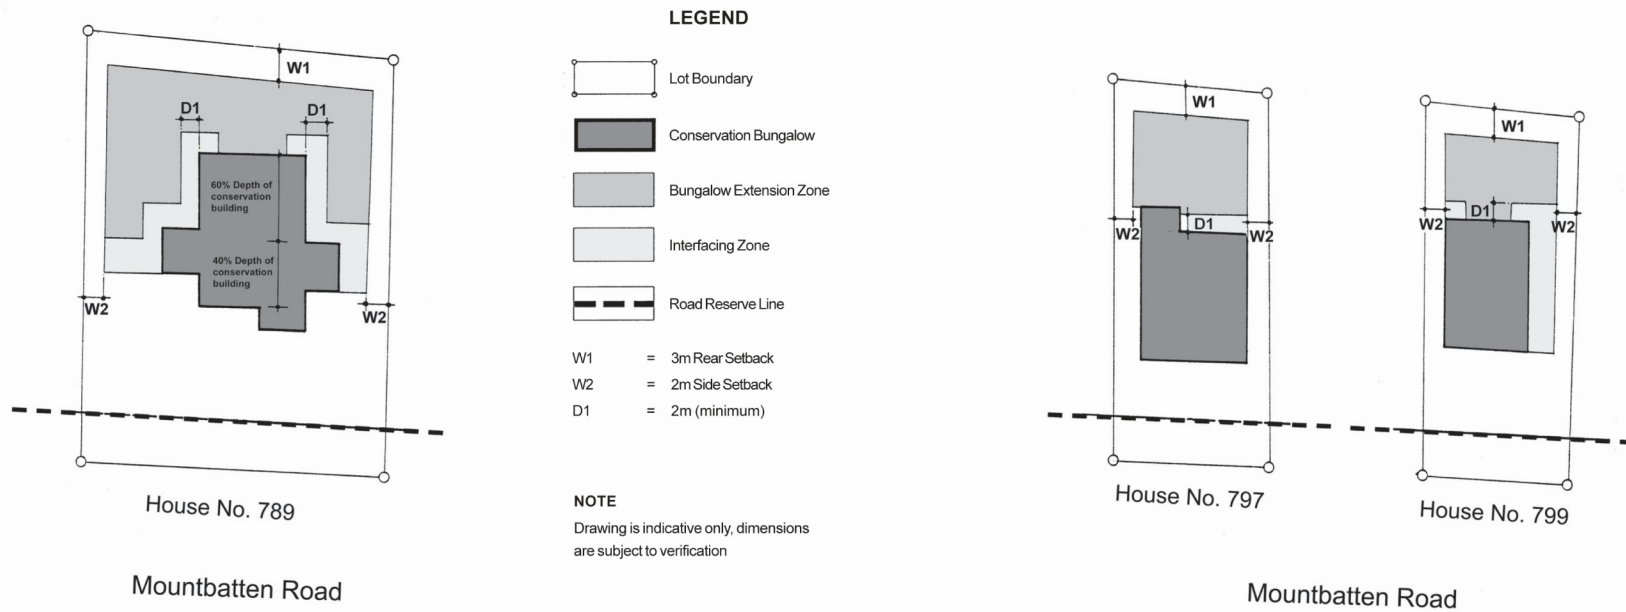 W1
D1
D1
60% Depth of
conservation
building
40% Depth of
conservation
building
W2
W2
House No. 789
Mountbatten Road
LEGEND
Lot Boundary
Conservation Bungalow
Bungalow Extension Zone
Interfacing Zone
Road Reserve Line
W1 = 3m Rear Setback
W2 = 2m Side Setback
D1 = 2m (minimum)
NOTE
Drawing is indicative only, dimensions
are subject to verification
W1
D1
W2
W2
House No. 797
W1
D1
W2
W2
House No. 799
Mountbatten Road